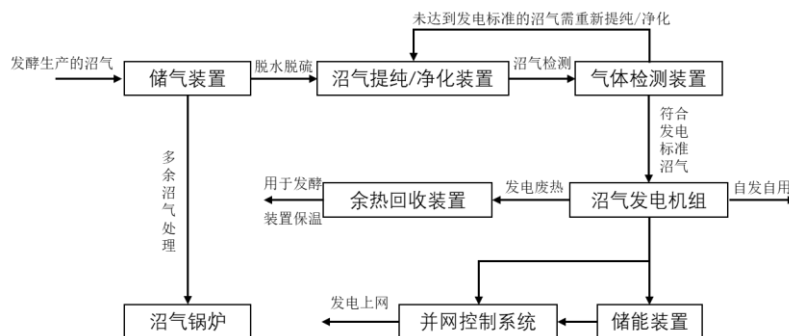 未达到发电标准的沼气需重新提纯/净化
发酵生产的沼气
储气装置
脱水脱硫
沼气提纯/净化装置
沼气检测
气体检测装置
符合
发电
标准
沼气
多
余
沼
气
处
理
用于发酵
装置保温
余热回收装置
发电废热
沼气发电机组
自发自用
沼气锅炉
发电上网
并网控制系统
储能装置